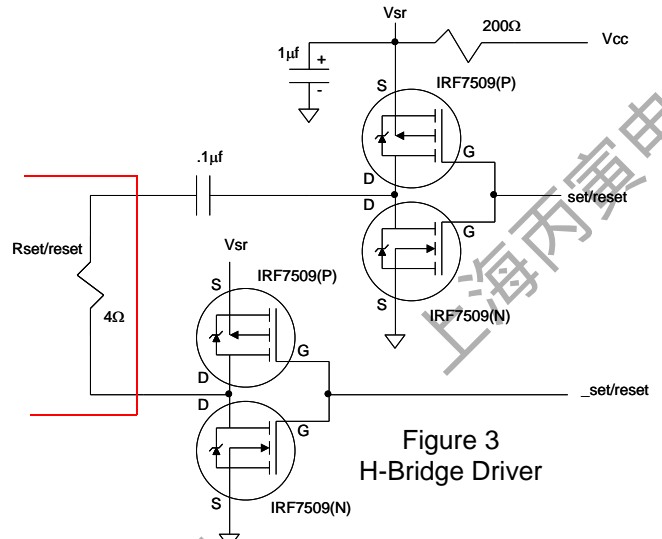 Vsr
200Ω
Vcc
1μf
+
-
S
IRF7509(P)
G
D
.1μf
set/reset
D
G
Rset/reset
Vsr
S
IRF7509(P)
IRF7509(N)
S
4Ω
G
D
_set/reset
D
G
Figure 3
H-Bridge Driver
S
IRF7509(N)
上海丙寅电